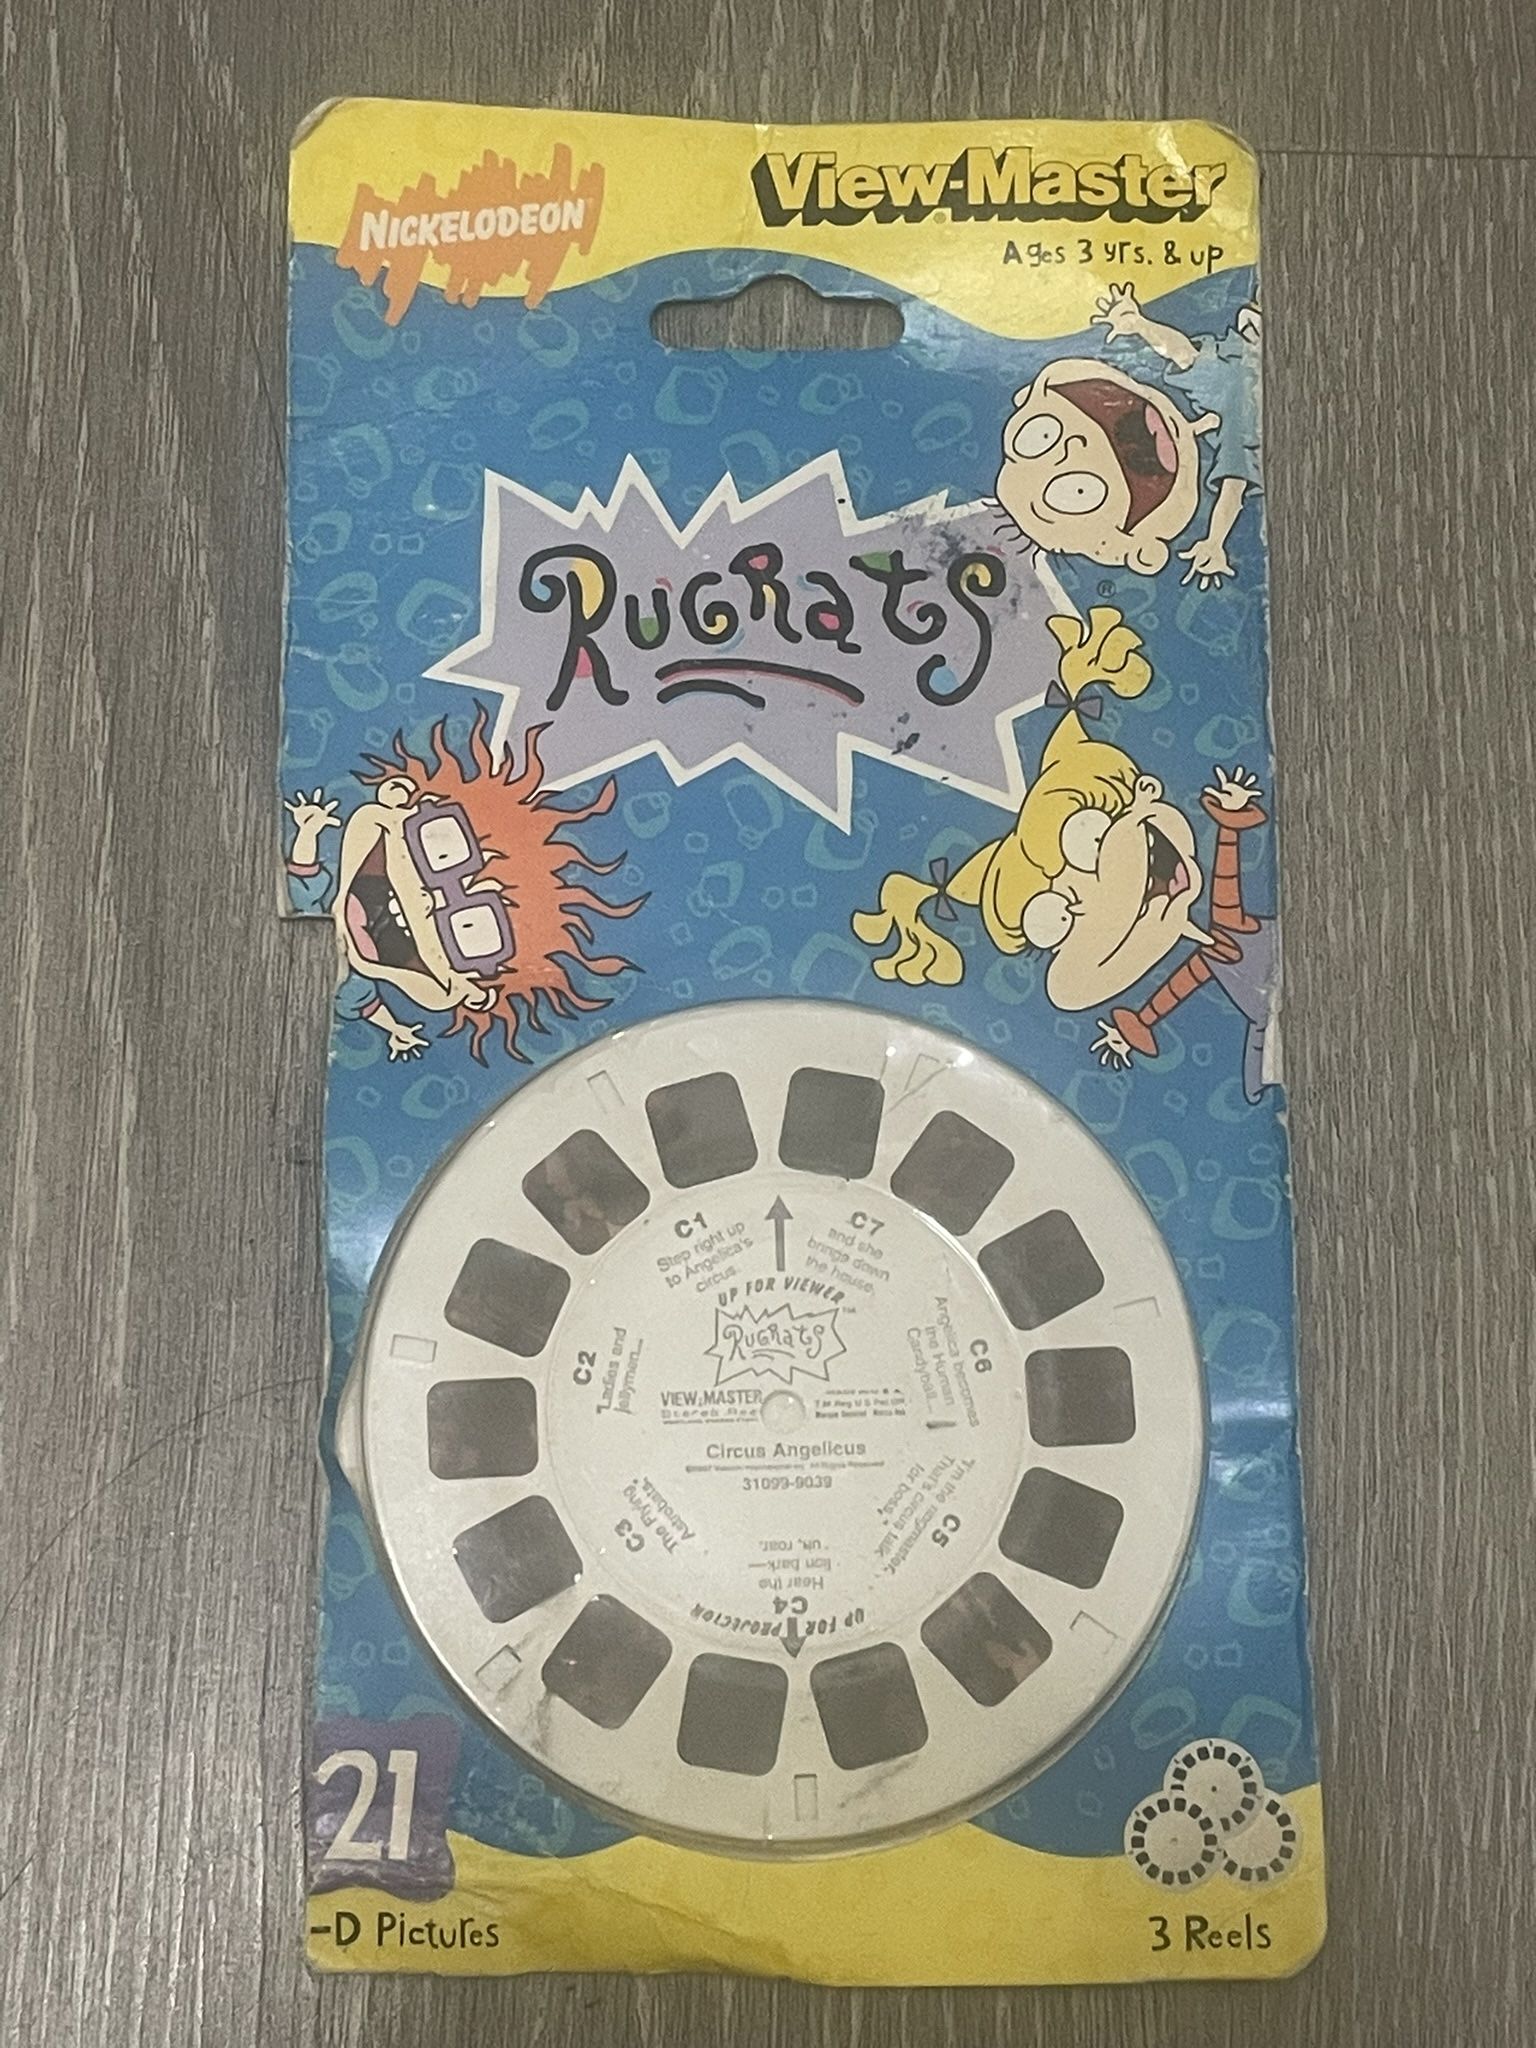 NICKELODEON
View-Master
Ages 3 yrs. & up
RUGRATS
®
C1
Step right up
to Angelica's
circus.
C7
and she
brings down
the house.
UP FOR VIEWER
RUGRATS
™
C2
"Ladies and
jellymen...
C6
Angelica becomes
the Human
Candyball...
VIEW-MASTER
Circus Angelicus
31099-9039
C3
The Flying
Astrobats.
C5
"I'm the ringmaster.
That's circus talk
for boss."
C4
Hear the
lion bark—
uh, roar.
UP FOR PROJECTOR
21
-D Pictures
3 Reels